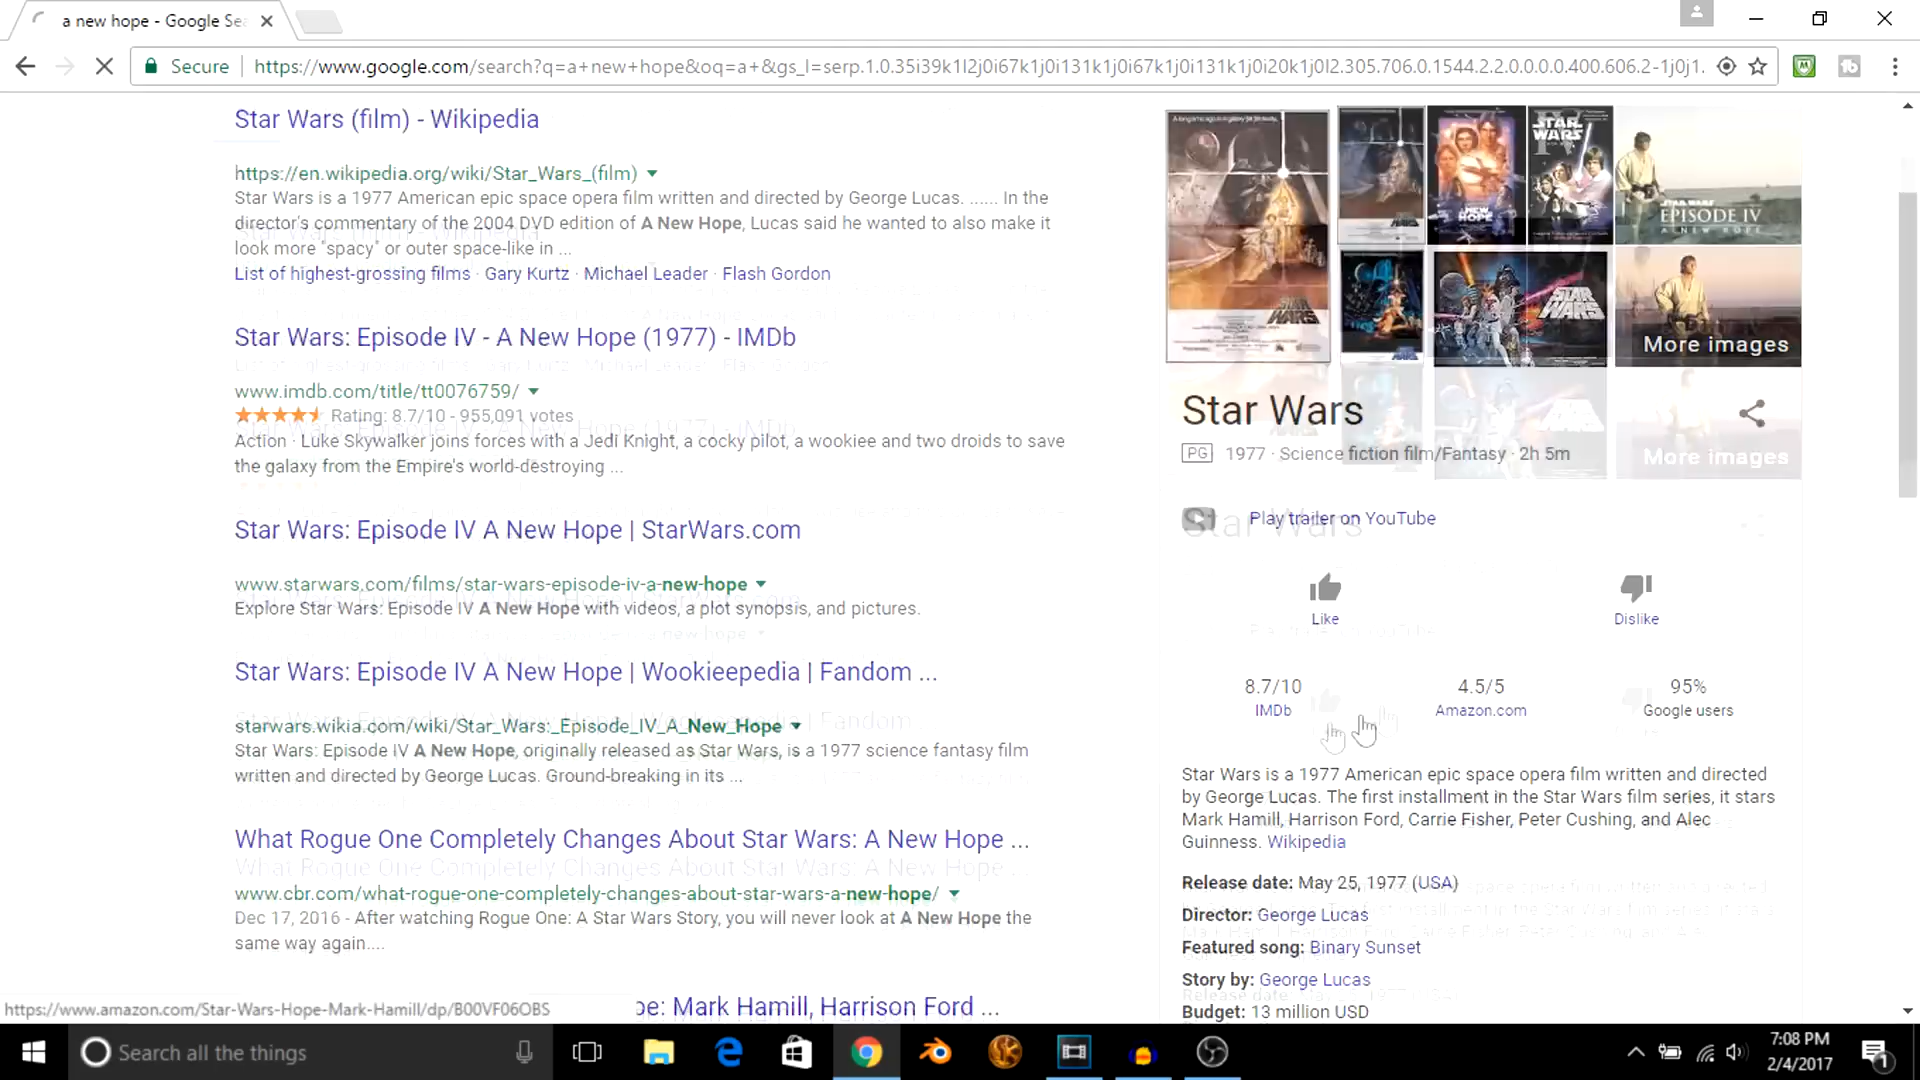 a new hope - Google Sea
Secure
https://www.google.com/search?q=a+new+hope&oq=a+&gs_l=serp.1.0.35i39k1l2j0i67k1j0i131k1j0i67k1j0i131k1j0i20k1j0l2.305.706.0.1544.2.2.0.0.0.0.400.606.2-1j0j1.
Star Wars (film) - Wikipedia
https://en.wikipedia.org/wiki/Star_Wars_(film)
Star Wars is a 1977 American epic space opera film written and directed by George Lucas. ...... In the
director's commentary of the 2004 DVD edition of A New Hope, Lucas said he wanted to also make it
look more "spacy" or outer space-like in ...
List of highest-grossing films · Gary Kurtz · Michael Leader · Flash Gordon
Star Wars: Episode IV - A New Hope (1977) - IMDb
www.imdb.com/title/tt0076759/
Rating: 8.7/10 - 955,091 votes
Action · Luke Skywalker joins forces with a Jedi Knight, a cocky pilot, a wookiee and two droids to save
the galaxy from the Empire's world-destroying ...
Star Wars: Episode IV A New Hope | StarWars.com
www.starwars.com/films/star-wars-episode-iv-a-new-hope
Explore Star Wars: Episode IV A New Hope with videos, a plot synopsis, and pictures.
Star Wars: Episode IV A New Hope | Wookieepedia | Fandom ...
starwars.wikia.com/wiki/Star_Wars:_Episode_IV_A_New_Hope
Star Wars: Episode IV A New Hope, originally released as Star Wars, is a 1977 science fantasy film
written and directed by George Lucas. Ground-breaking in its ...
What Rogue One Completely Changes About Star Wars: A New Hope ...
www.cbr.com/what-rogue-one-completely-changes-about-star-wars-a-new-hope/
Dec 17, 2016 - After watching Rogue One: A Star Wars Story, you will never look at A New Hope the
same way again....
pe: Mark Hamill, Harrison Ford ...
https://www.amazon.com/Star-Wars-Hope-Mark-Hamill/dp/B00VF06OBS
STAR WARS
EPISODE IV
A NEW HOPE
STAR WARS
More images
Star Wars
PG 1977 · Science fiction film/Fantasy · 2h 5m
More images
Play trailer on YouTube
Like
Dislike
8.7/10
IMDb
4.5/5
Amazon.com
95%
Google users
Star Wars is a 1977 American epic space opera film written and directed
by George Lucas. The first installment in the Star Wars film series, it stars
Mark Hamill, Harrison Ford, Carrie Fisher, Peter Cushing, and Alec
Guinness. Wikipedia
Release date: May 25, 1977 (USA)
Director: George Lucas
Featured song: Binary Sunset
Story by: George Lucas
Budget: 13 million USD
Search all the things
7:08 PM
2/4/2017
1